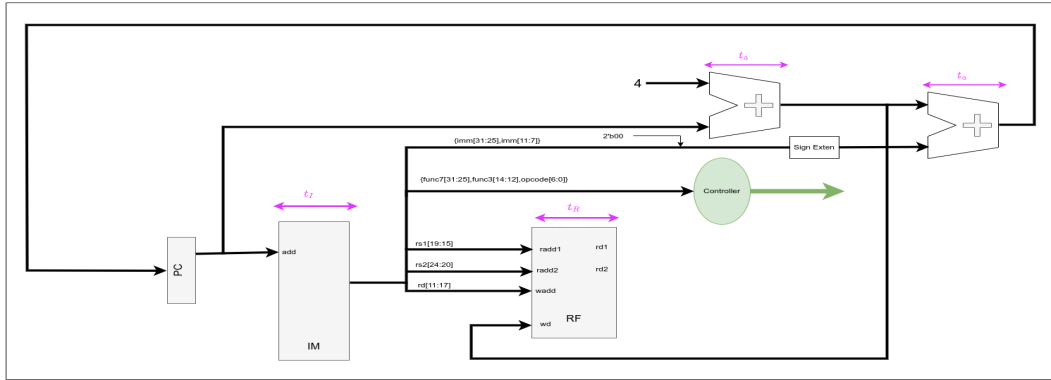 t_a
t_a
4
2'b00
{imm[31:25],imm[11:7]}
Sign Exten
{func7[31:25],func3[14:12],opcode[6:0]}
Controller
t_I
t_R
PC
add
IM
rs1[19:15]
rs2[24:20]
rd[11:17]
radd1
rd1
radd2
rd2
wadd
wd
RF